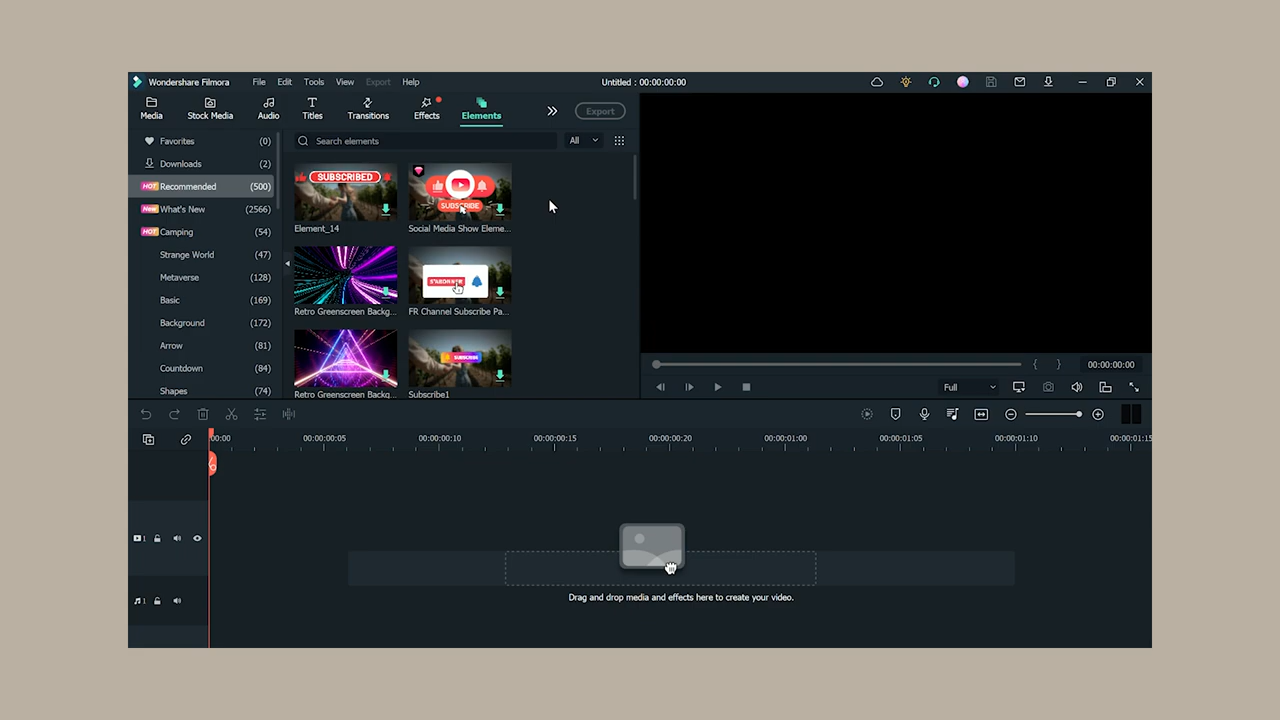 Wondershare Filmora File Edit Tools View Export Help Untitled : 00:00:00:00
Media Stock Media Audio Titles Transitions Effects Elements Export
Search elements All
Favorites (0)
Downloads (2)
HOT Recommended (500)
New What's New (2566)
HOT Camping (54)
Strange World (47)
Metaverse (128)
Basic (169)
Background (172)
Arrow (81)
Countdown (84)
Shapes (74)
SUBSCRIBED
Element_14
SUBSCRIBE
Social Media Show Eleme...
Retro Greenscreen Backg...
FR Channel Subscribe Pa...
Retro Greenscreen Backg...
SUBSCRIBE
Subscribe1
{ } 00:00:00:00
Full
00:00 00:00:00:05 00:00:00:10 00:00:00:15 00:00:00:20 00:00:01:00 00:00:01:05 00:00:01:10 00:00:01:15
1
Drag and drop media and effects here to create your video.
1